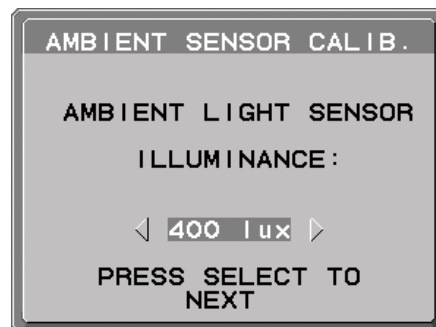 AMBIENT SENSOR CALIB.
AMBIENT LIGHT SENSOR
ILLUMINANCE:
400 lux
PRESS SELECT TO
NEXT